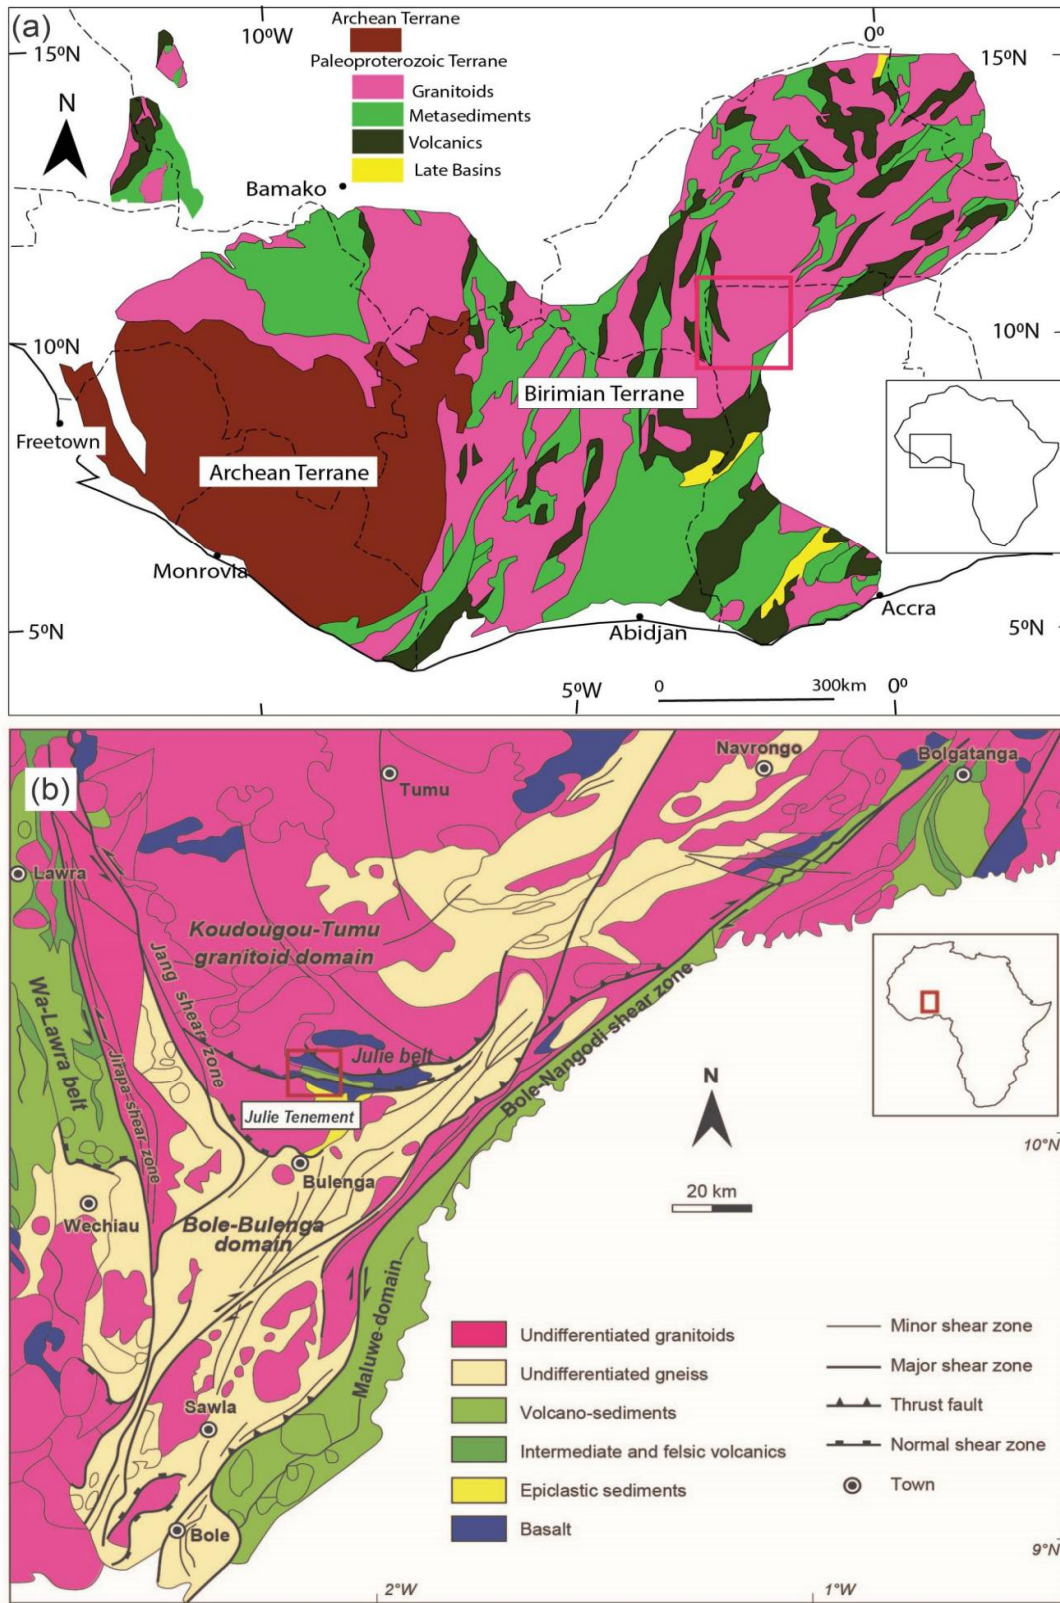 (a)
10ºW
0º
15ºN
15ºN
Archean Terrane
Paleoproterozoic Terrane
Granitoids
Metasediments
Volcanics
Late Basins
N
Bamako
10ºN
10ºN
Birimian Terrane
Freetown
Archean Terrane
Monrovia
Abidjan
Accra
5ºN
5ºN
5ºW
0
300km
0º
(b)
Navrongo
Bolgatanga
Tumu
Lawra
Koudougou-Tumu
granitoid domain
Jang shear zone
Wa-Lawra belt
Jirapa shear zone
Julie belt
Bole-Nangodi shear zone
Julie Tenement
N
10°N
Bulenga
Wechiau
20 km
Bole-Bulenga
domain
Maluwe domain
Undifferentiated granitoids
Undifferentiated gneiss
Volcano-sediments
Intermediate and felsic volcanics
Epiclastic sediments
Basalt
Minor shear zone
Major shear zone
Thrust fault
Normal shear zone
Town
Sawla
Bole
9°N
2°W
1°W